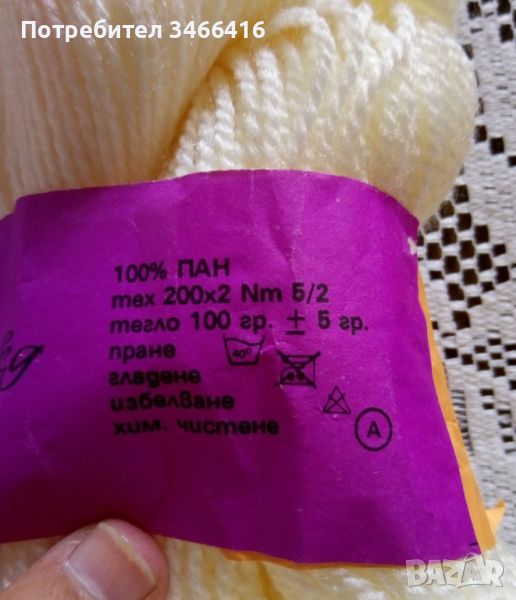 Потребител 3466416
100% ПАН
тех 200х2 Nm 5/2
тегло 100 гр. ± 5 гр.
пране 40°
гладене
избелване
хим. чистене A
BAZAR